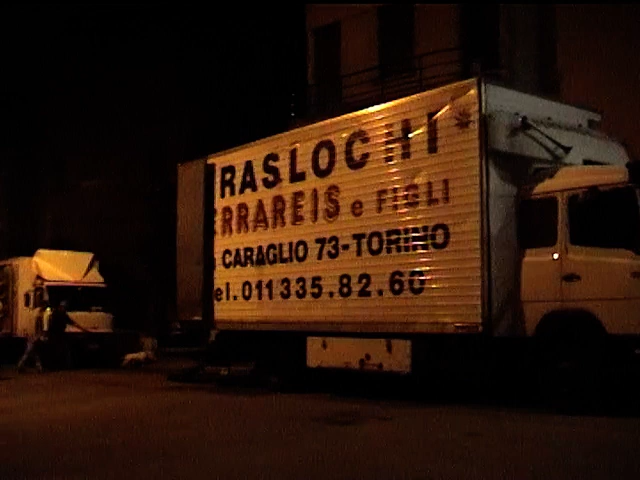 RASLOCHI
RRAREIS e FIGLI
CARAGLIO 73-TORINO
el.011335.82.60